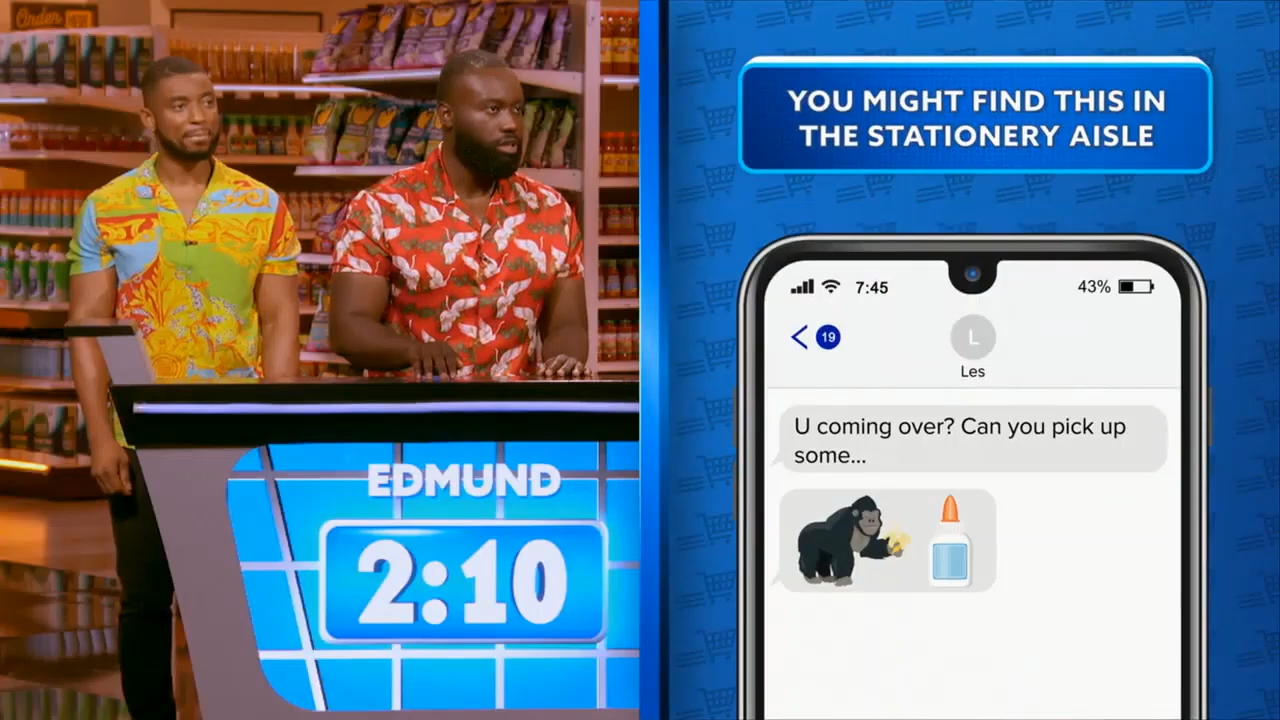 Orden
YOU MIGHT FIND THIS IN
THE STATIONERY AISLE
7:45
43%
19
L
Les
U coming over? Can you pick up
some...
EDMUND
2:10